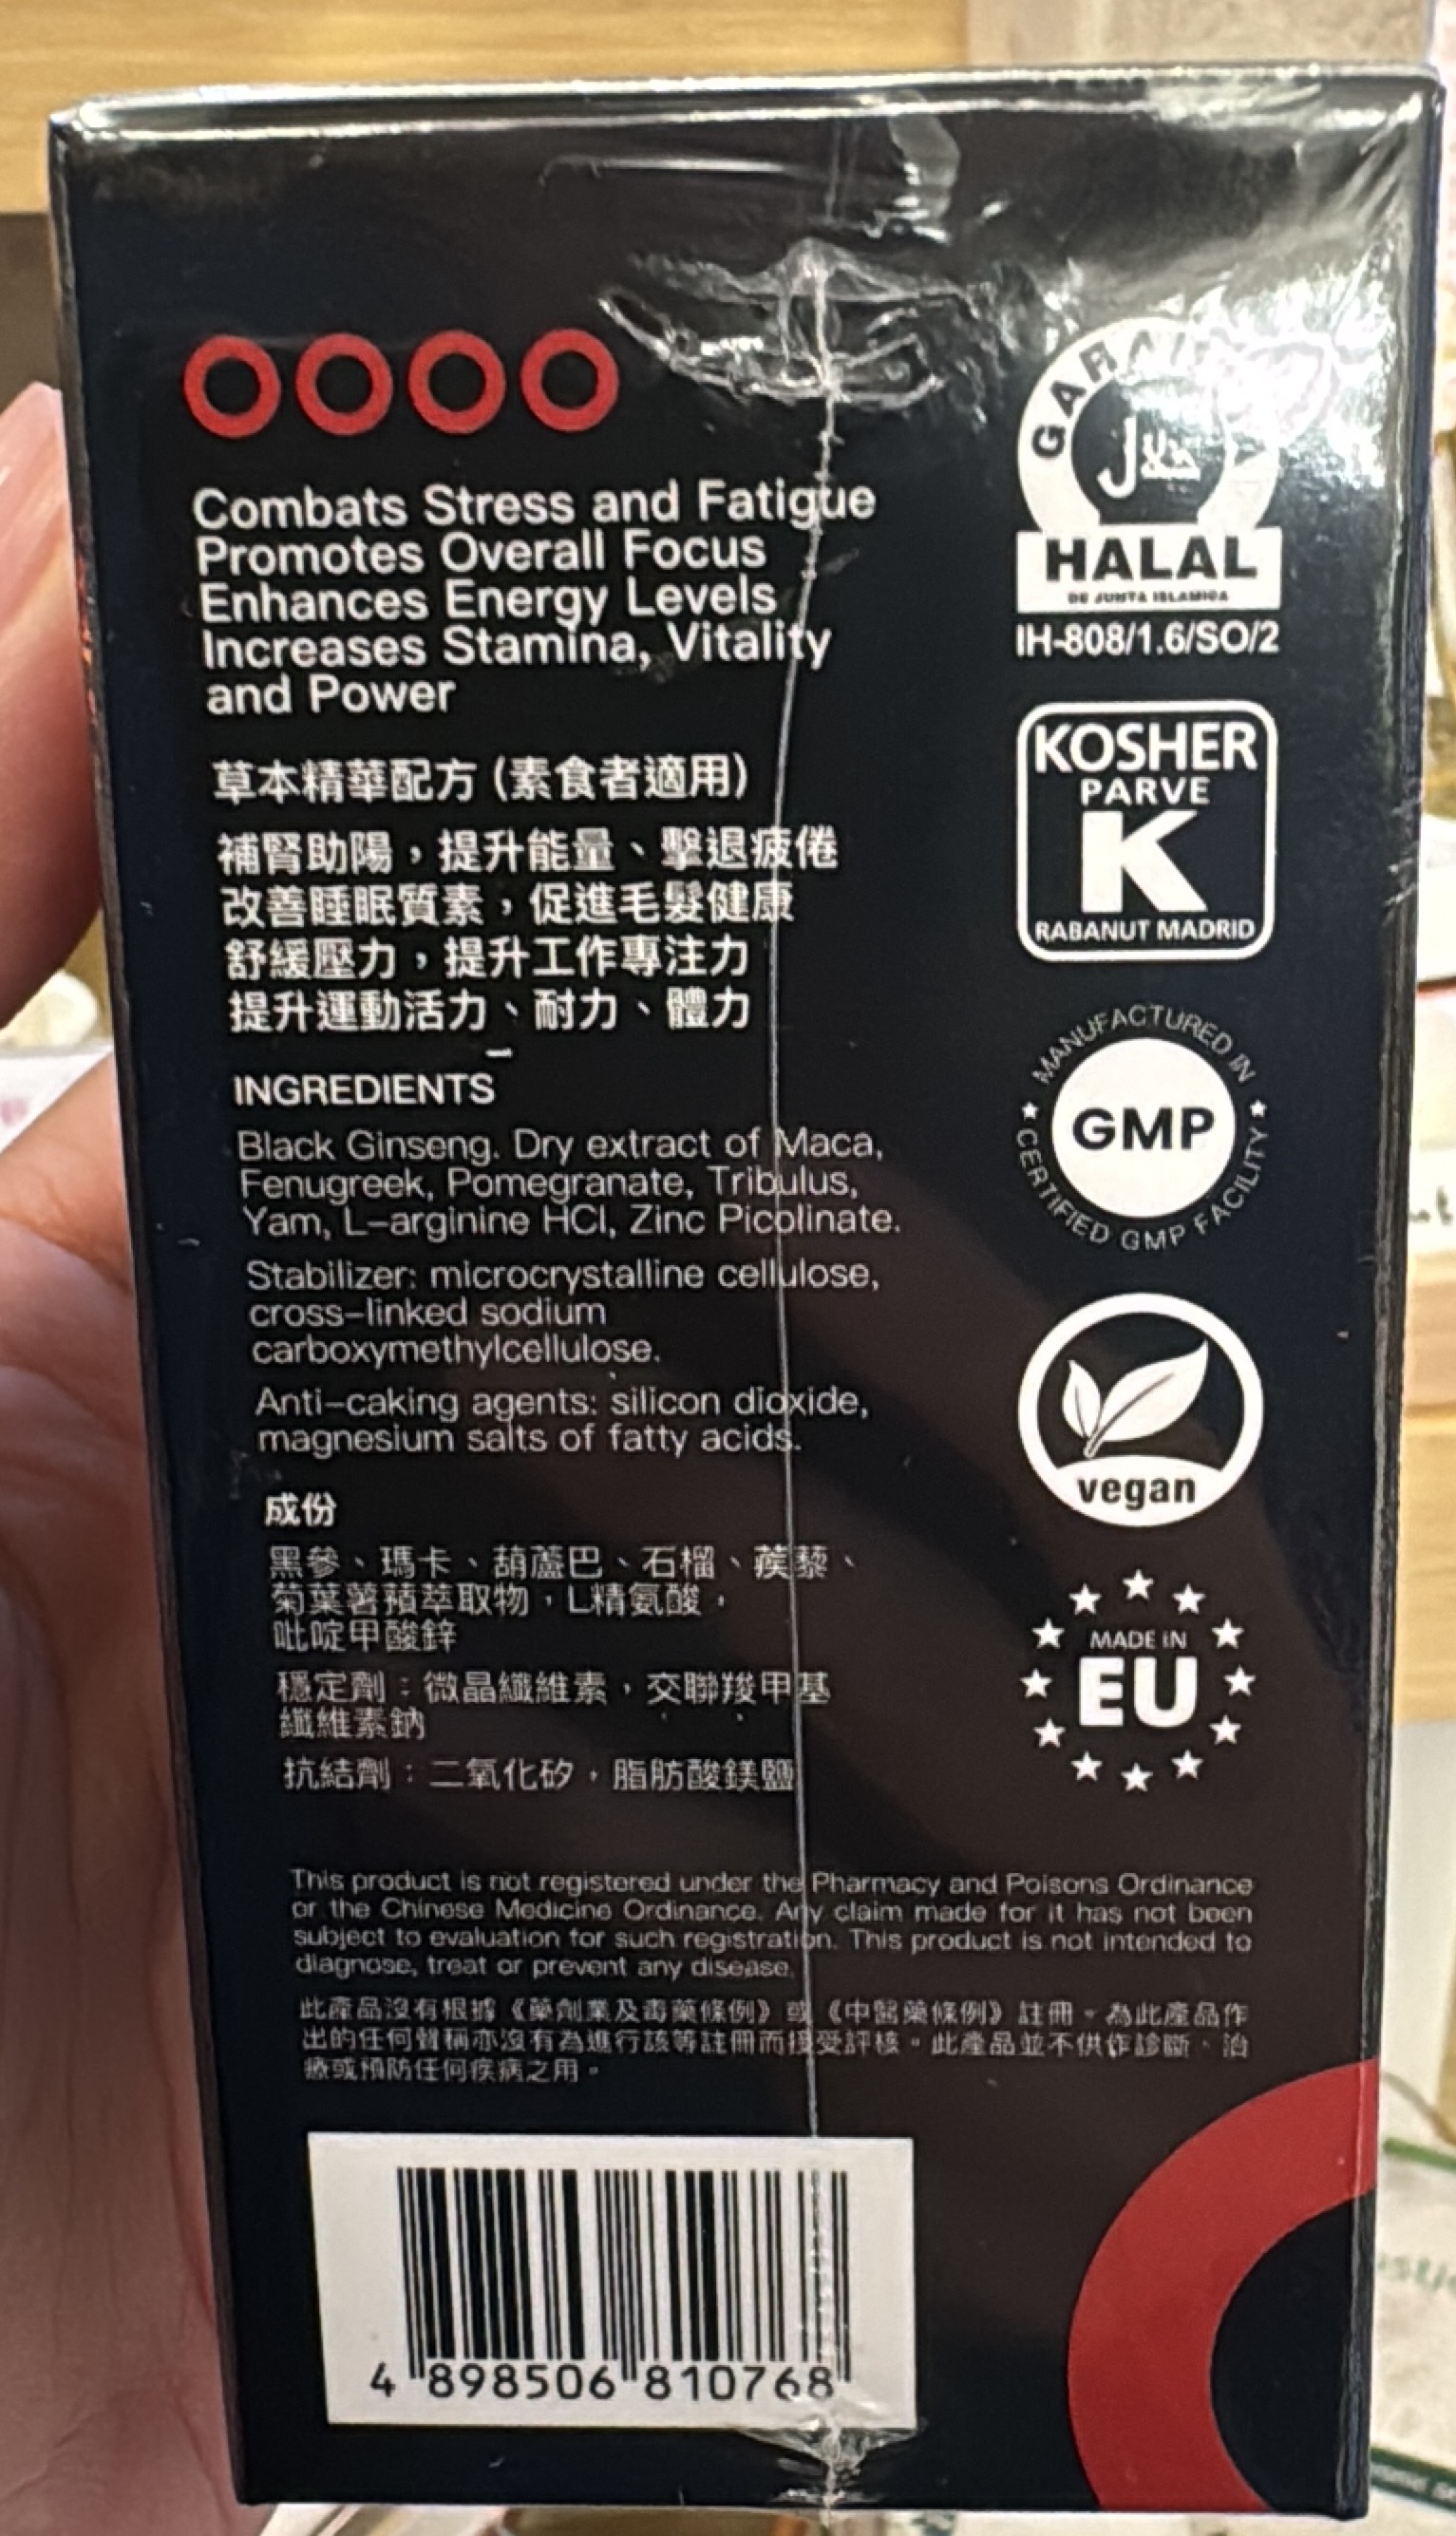 Combats Stress and Fatigue
Promotes Overall Focus
Enhances Energy Levels
Increases Stamina, Vitality
and Power
草本精華配方 (素食者適用)
補腎助陽，提升能量、擊退疲倦
改善睡眠質素，促進毛髮健康
舒緩壓力，提升工作專注力
提升運動活力、耐力、體力
INGREDIENTS
Black Ginseng. Dry extract of Maca,
Fenugreek, Pomegranate, Tribulus,
Yam, L-arginine HCl, Zinc Picolinate.
Stabilizer: microcrystalline cellulose,
cross-linked sodium
carboxymethylcellulose.
Anti-caking agents: silicon dioxide,
magnesium salts of fatty acids.
成份
黑參、瑪卡、葫蘆巴、石榴、蒺藜、
菊葉薯蕷萃取物，L精氨酸，
吡啶甲酸鋅
穩定劑：微晶纖維素，交聯羧甲基
纖維素鈉
抗結劑：二氧化矽，脂肪酸鎂鹽
This product is not registered under the Pharmacy and Poisons Ordinance
or the Chinese Medicine Ordinance. Any claim made for it has not been
subject to evaluation for such registration. This product is not intended to
diagnose, treat or prevent any disease.
此產品沒有根據《藥劑業及毒藥條例》或《中醫藥條例》註冊。為此產品作
出的任何聲稱亦沒有為進行該等註冊而接受評核。此產品並不供作診斷、治
療或預防任何疾病之用。
4 898506 810768
HALAL
DE JUNTA ISLAMICA
IH-808/1.6/SO/2
KOSHER
PARVE
K
RABANUT MADRID
MANUFACTURED IN
GMP
CERTIFIED GMP FACILITY
vegan
MADE IN
EU